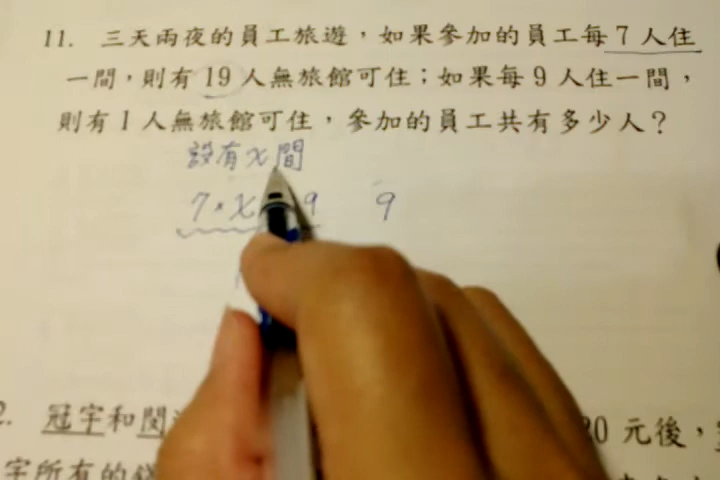 11. 三天兩夜的員工旅遊，如果參加的員工每7人住
一間，則有19人無旅館可住；如果每9人住一間，
則有1人無旅館可住，參加的員工共有多少人？
設有x間
7·x 9 9
冠宇和閔
元後，
宇所有的錢